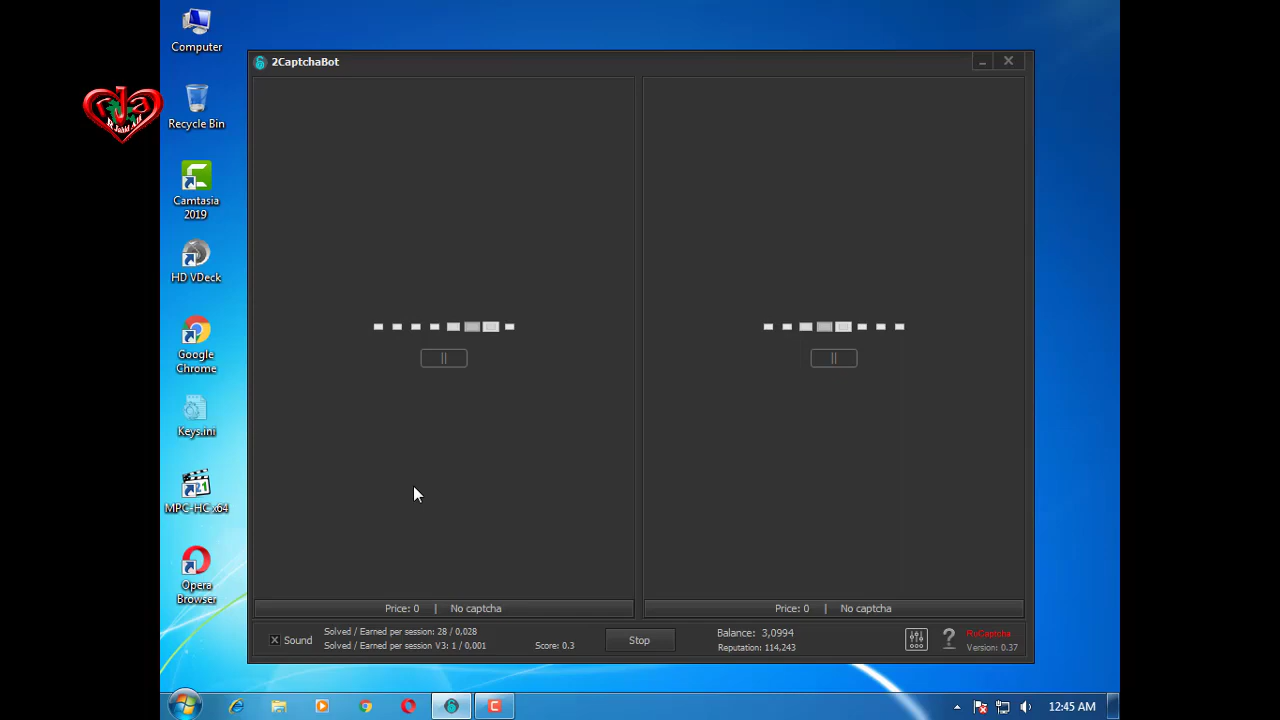 Computer
2CaptchaBot
Recycle Bin
Camtasia
2019
HD VDeck
Google
Chrome
Keys.ini
MPC-HC x64
Opera
Browser
Price: 0 | No captcha
Price: 0 | No captcha
Sound
Solved / Earned per session: 28 / 0,028
Solved / Earned per session V3: 1 / 0,001
Score: 0.3
Stop
Balance: 3,0994
Reputation: 114,243
RuCaptcha
Version: 0.37
12:45 AM